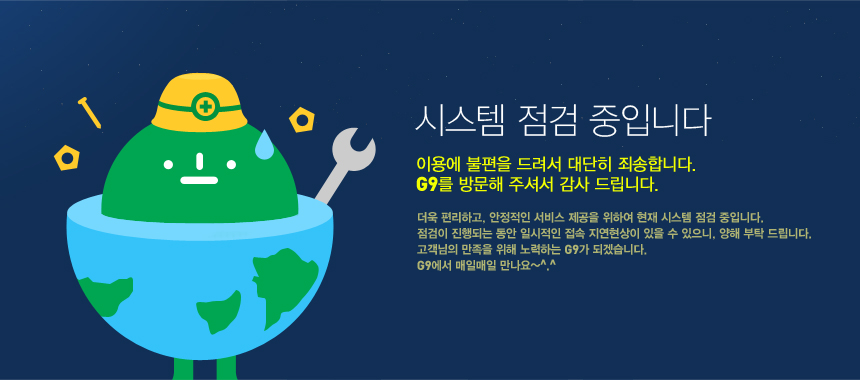 시스템 점검 중입니다
이용에 불편을 드려서 대단히 죄송합니다.
G9를 방문해 주셔서 감사 드립니다.
더욱 편리하고, 안정적인 서비스 제공을 위하여 현재 시스템 점검 중입니다.
점검이 진행되는 동안 일시적인 접속 지연현상이 있을 수 있으니, 양해 부탁 드립니다.
고객님의 만족을 위해 노력하는 G9가 되겠습니다.
G9에서 매일매일 만나요~^.^